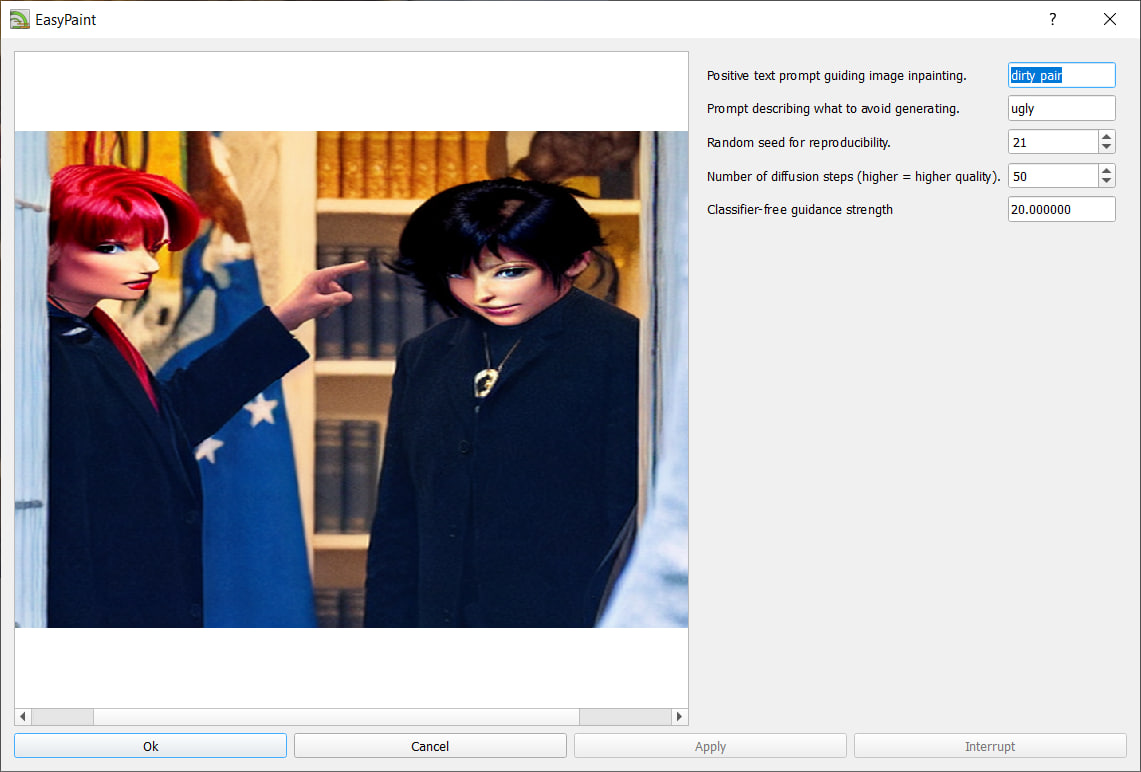 EasyPaint
?
Positive text prompt guiding image inpainting.
dirty pair
Prompt describing what to avoid generating.
ugly
Random seed for reproducibility.
21
Number of diffusion steps (higher = higher quality).
50
Classifier-free guidance strength
20.000000
Ok
Cancel
Apply
Interrupt